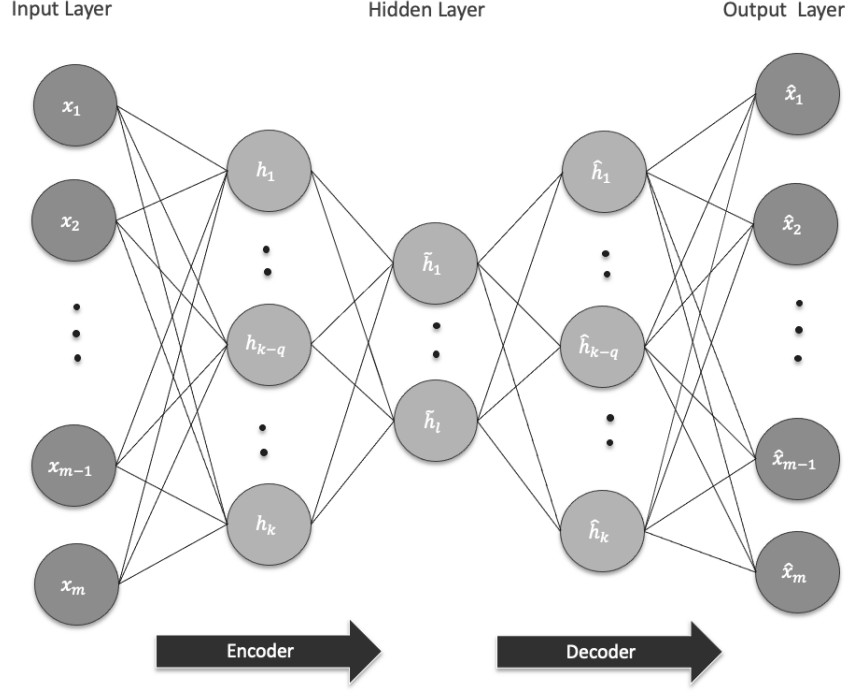 Input Layer
Hidden Layer
Output Layer
x₁
h₁
ĥ₁
x̂₁
x₂
h̃₁
x̂₂
hₖ₋q
ĥₖ₋q
h̃ₗ
xₘ₋₁
x̂ₘ₋₁
hₖ
ĥₖ
xₘ
x̂ₘ
Encoder
Decoder